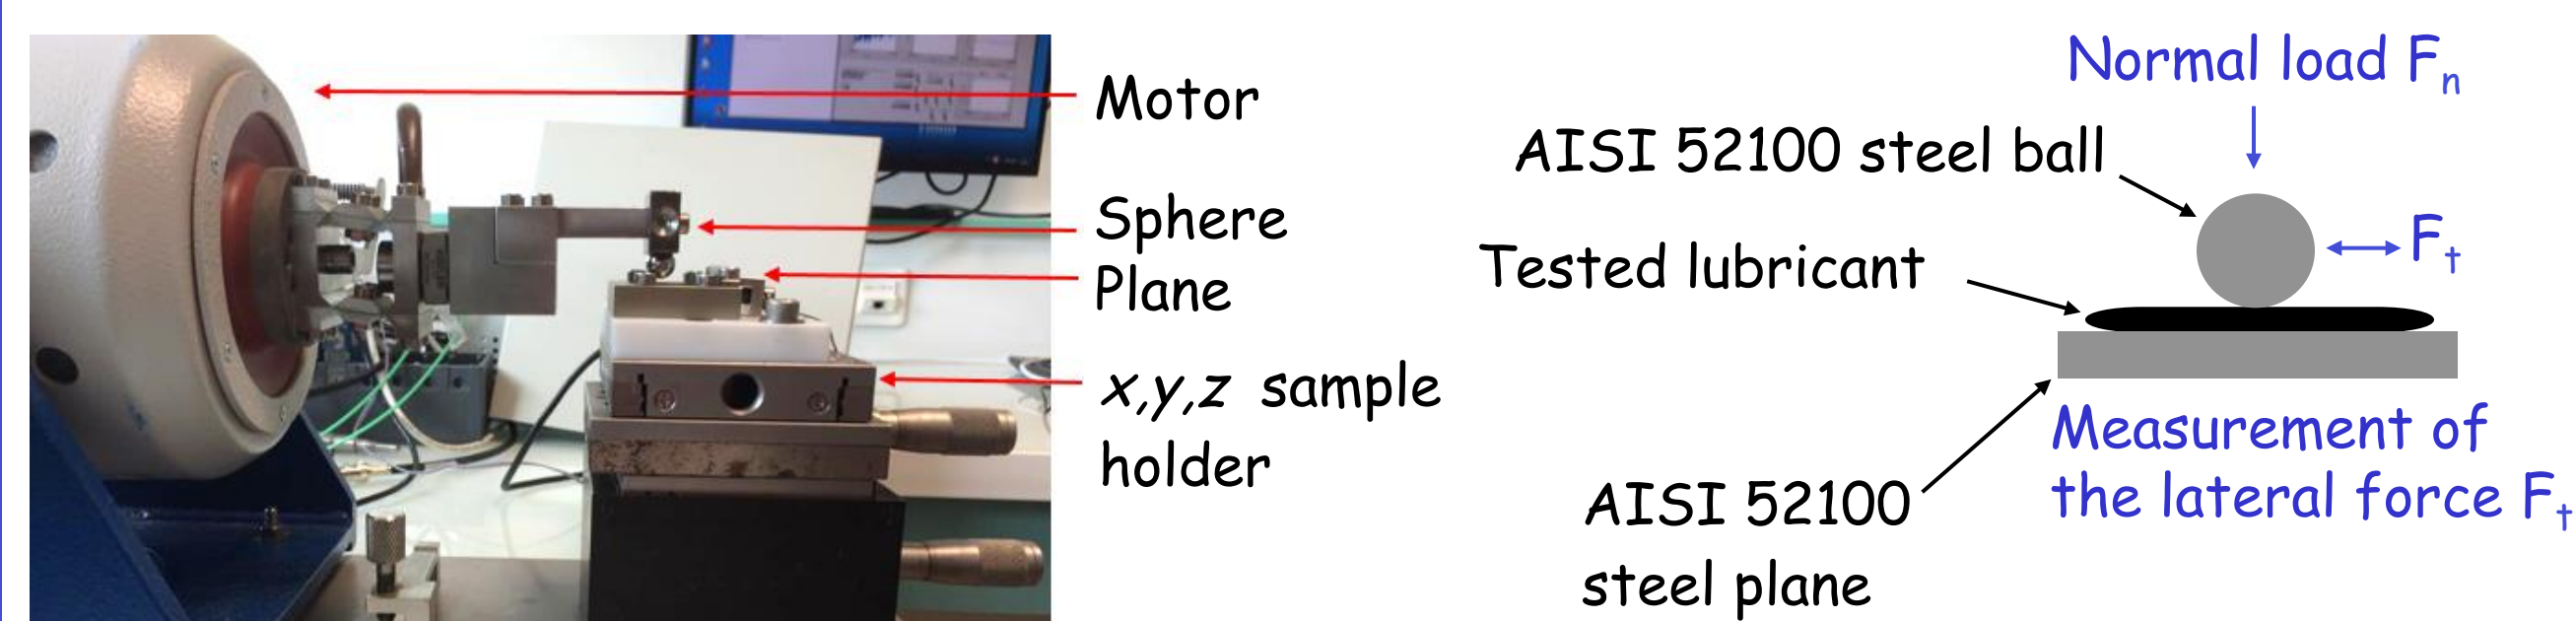 Motor
Sphere
Plane
x,y,z sample
holder
Normal load Fn
AISI 52100 steel ball
Ft
Tested lubricant
AISI 52100
steel plane
Measurement of
the lateral force Ft